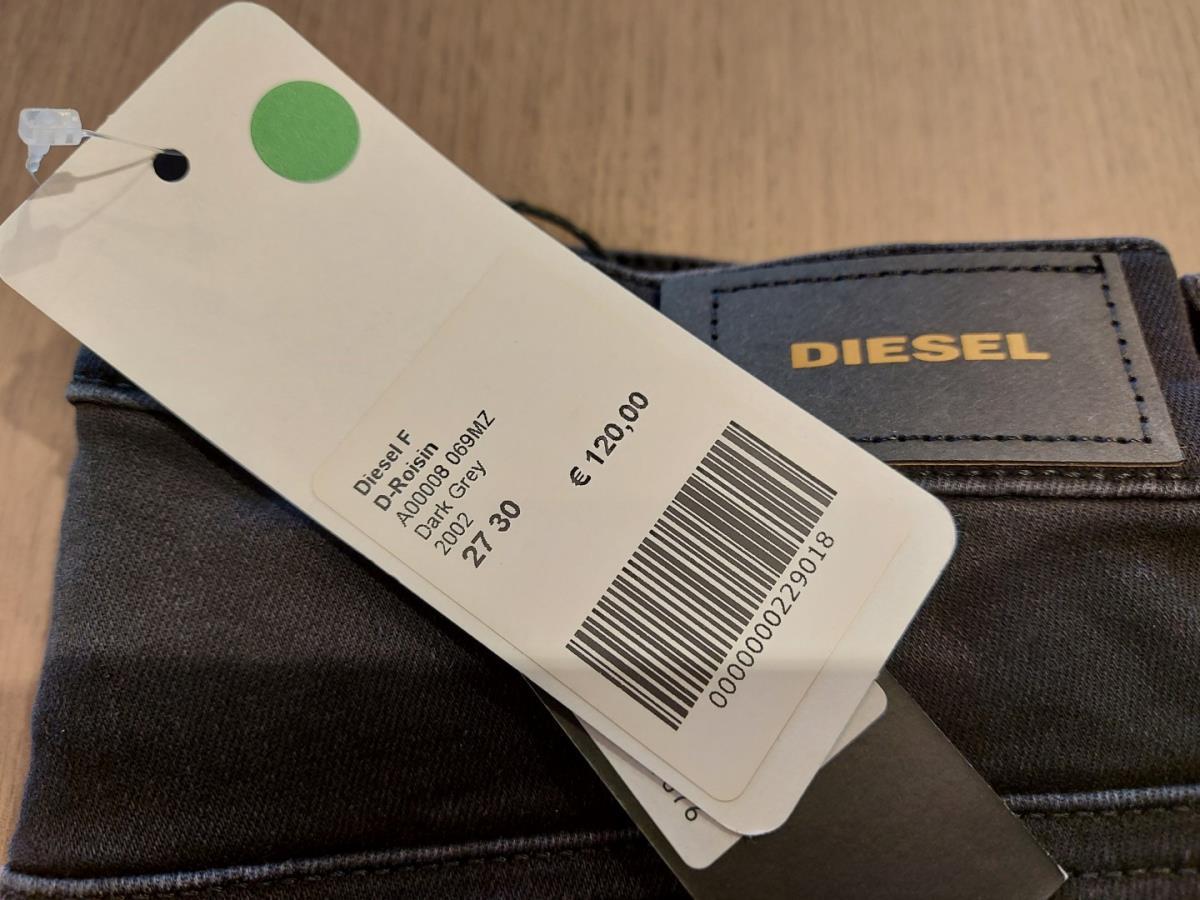 Diesel F
D-Roisin
A00008 069MZ
Dark Grey
2002
27 30
€ 120,00
0000000229018
DIESEL